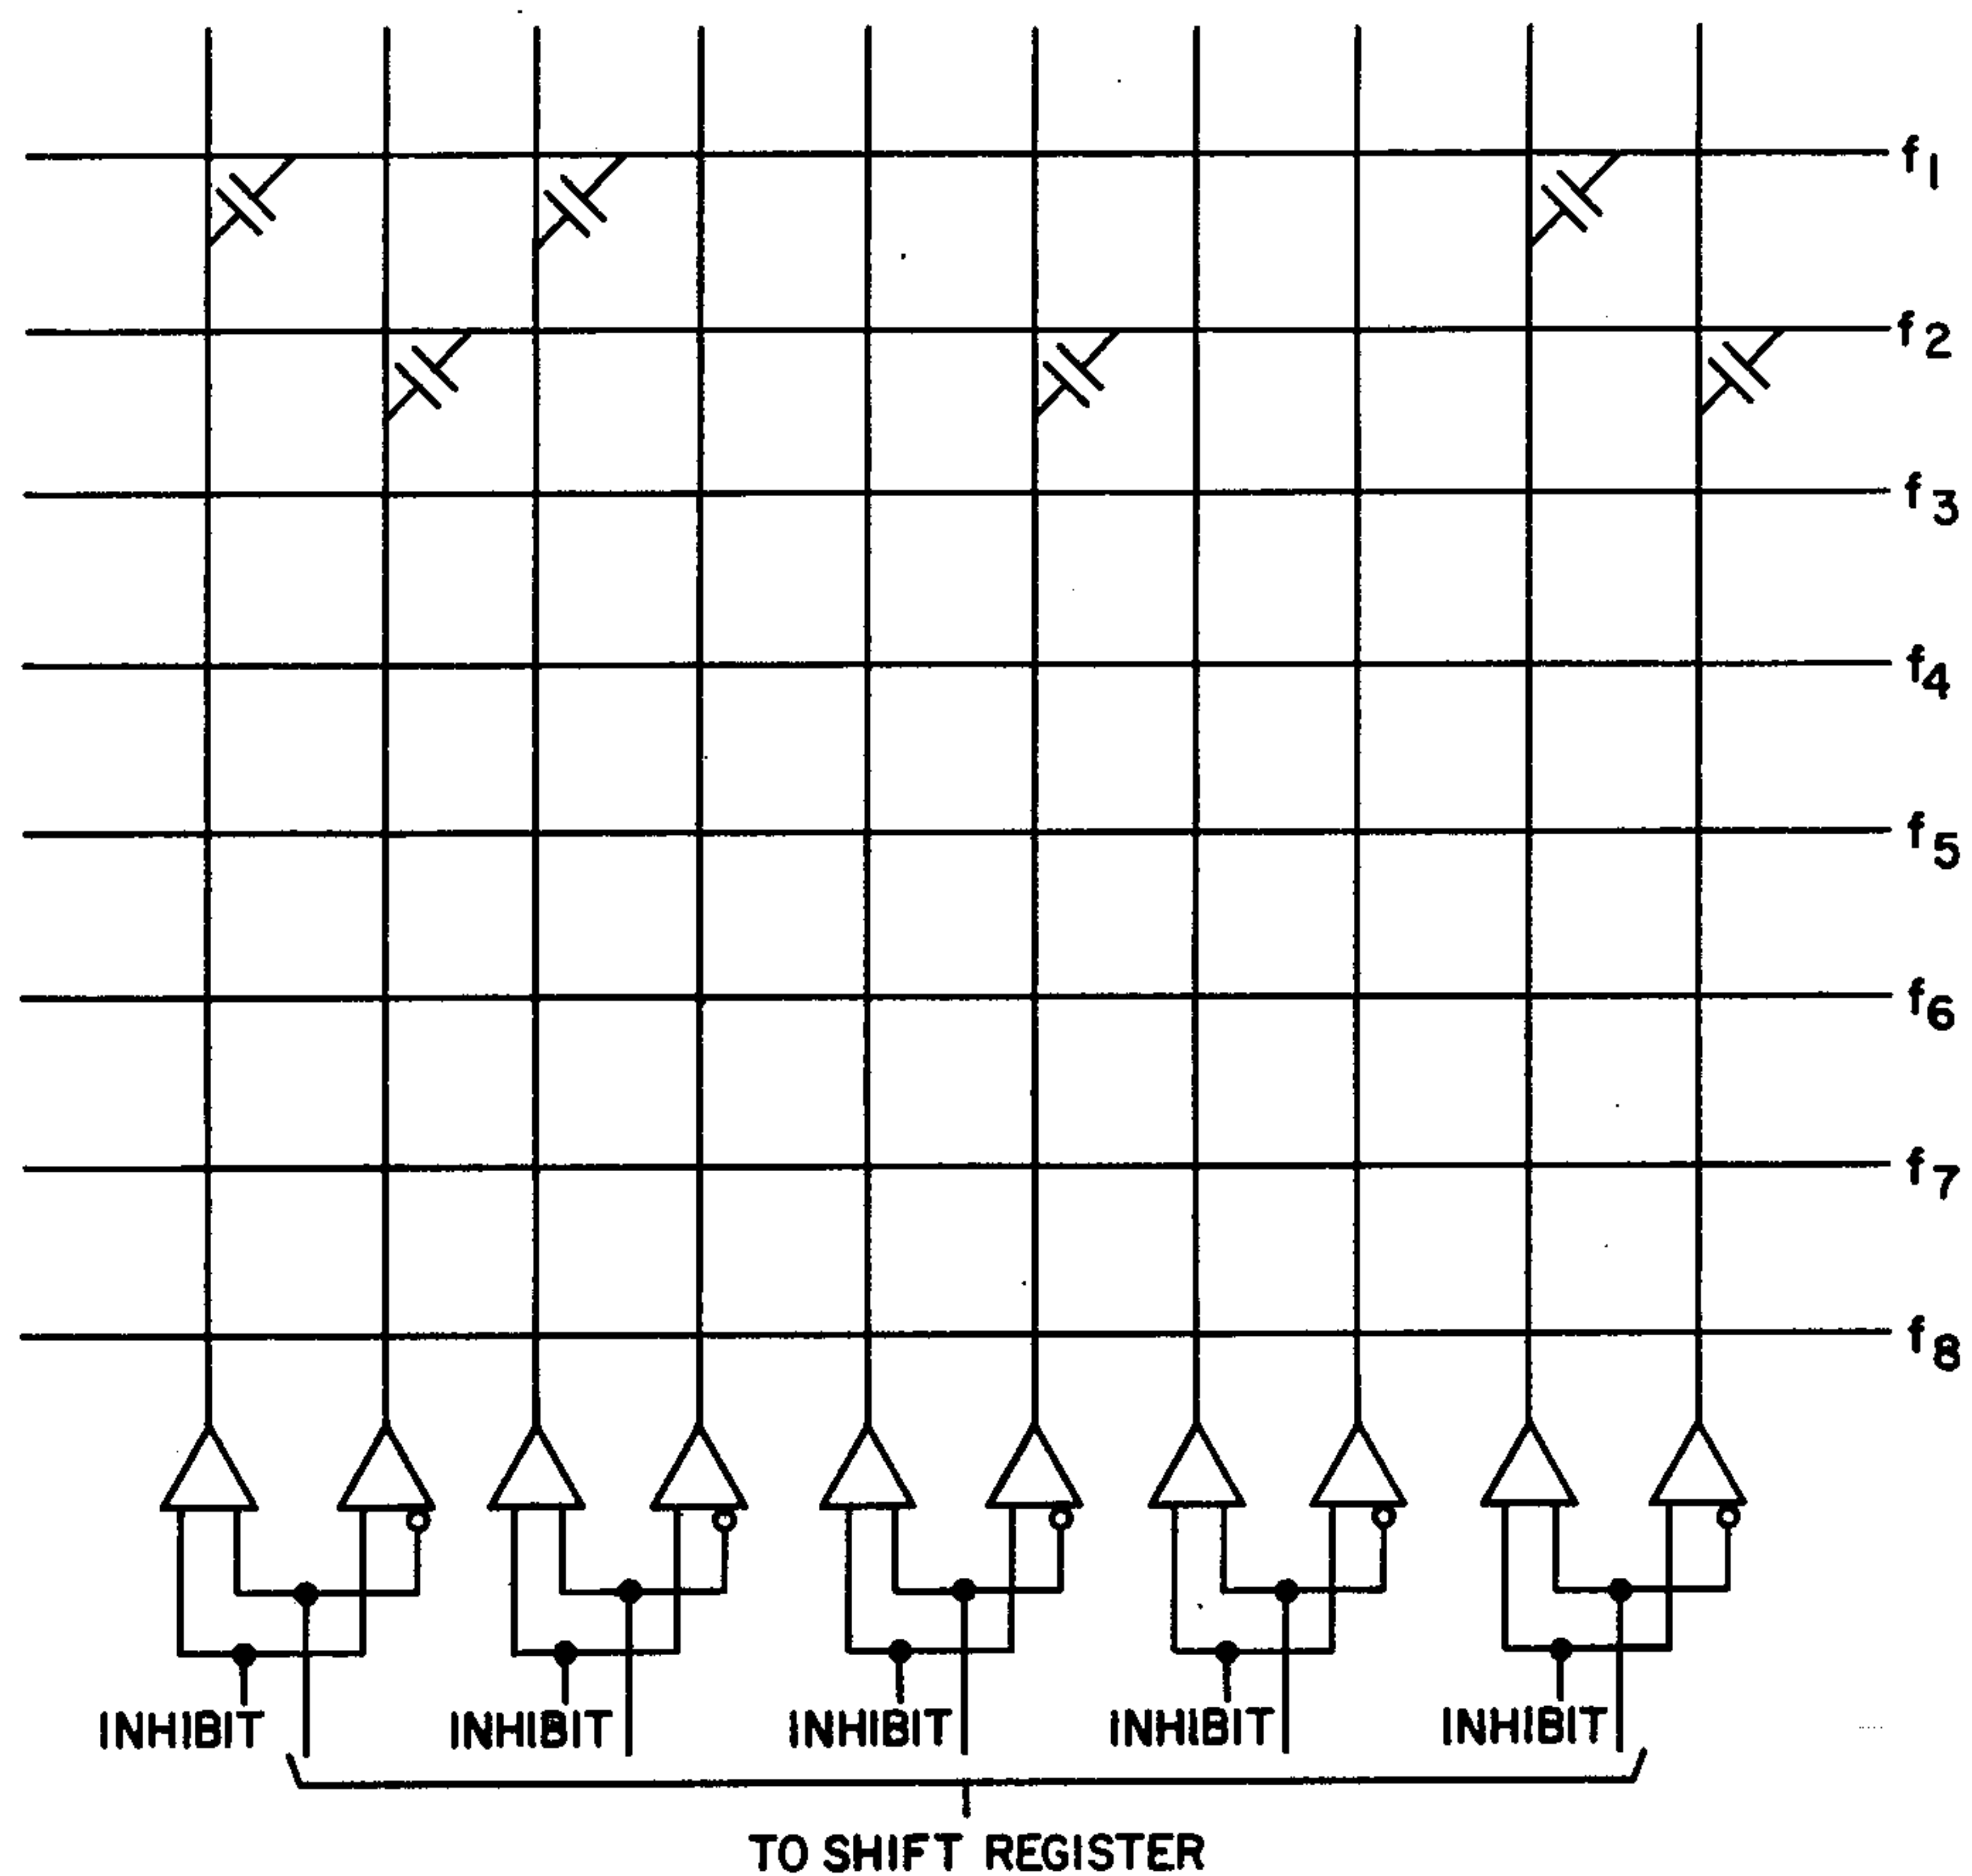 f1
f2
f3
f4
f5
f6
f7
f8
INHIBIT INHIBIT INHIBIT INHIBIT INHIBIT
TO SHIFT REGISTER